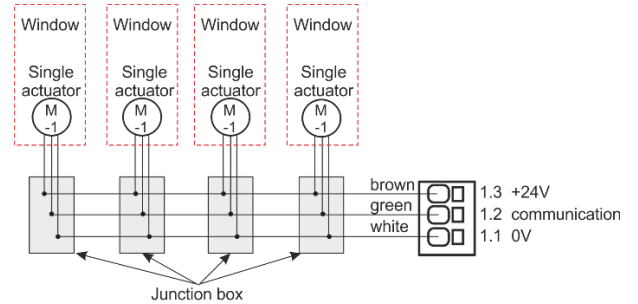 Window Window Window Window
Single actuator Single actuator Single actuator Single actuator
M -1 M -1 M -1 M -1
brown 1.3 +24V
green 1.2 communication
white 1.1 0V
Junction box